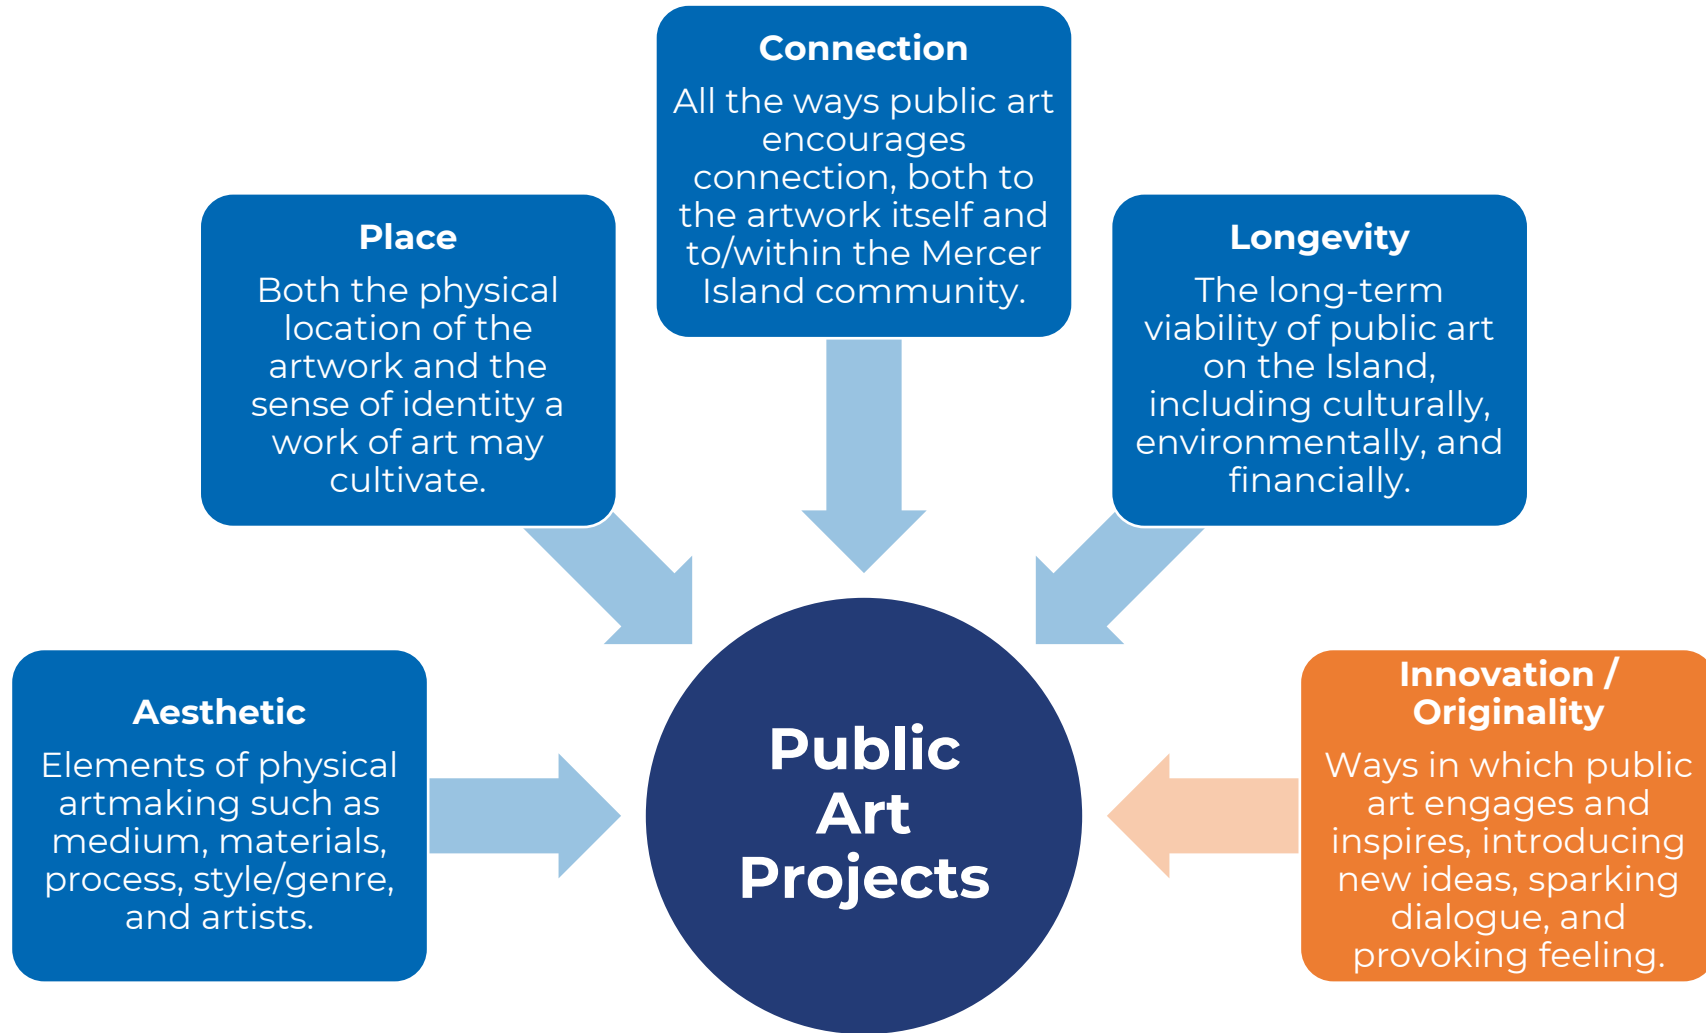 Connection
All the ways public art
encourages
connection, both to
the artwork itself and
to/within the Mercer
Island community.
Place
Both the physical
location of the
artwork and the
sense of identity a
work of art may
cultivate.
Longevity
The long-term
viability of public art
on the Island,
including culturally,
environmentally, and
financially.
Aesthetic
Elements of physical
artmaking such as
medium, materials,
process, style/genre,
and artists.
Public
Art
Projects
Innovation /
Originality
Ways in which public
art engages and
inspires, introducing
new ideas, sparking
dialogue, and
provoking feeling.